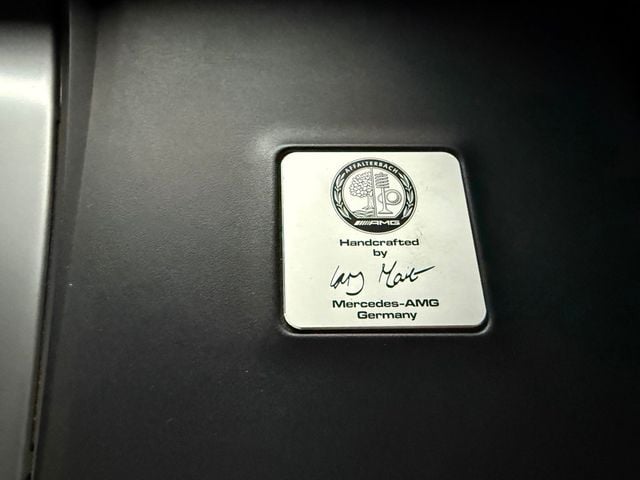 AFFALTERBACH
AMG
Handcrafted
by
Mercedes-AMG
Germany